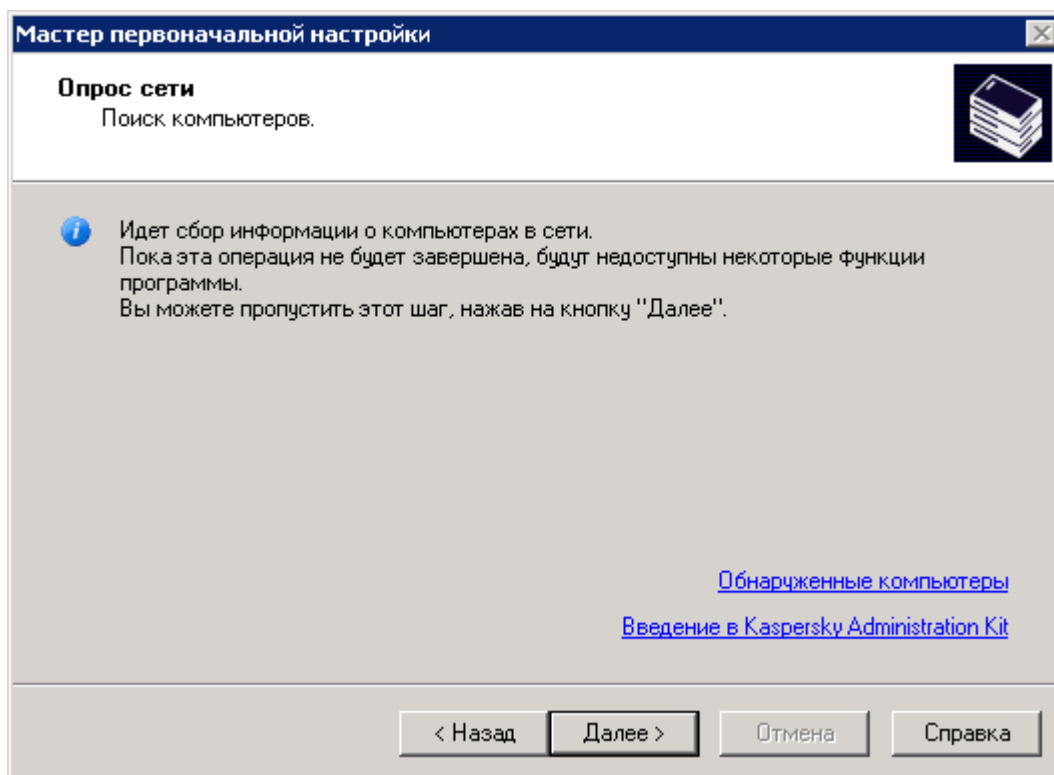 Мастер первоначальной настройки
Опрос сети
Поиск компьютеров.
Идет сбор информации о компьютерах в сети.
Пока эта операция не будет завершена, будут недоступны некоторые функции
программы.
Вы можете пропустить этот шаг, нажав на кнопку "Далее".
Обнаруженные компьютеры
Введение в Kaspersky Administration Kit
< Назад Далее > Отмена Справка